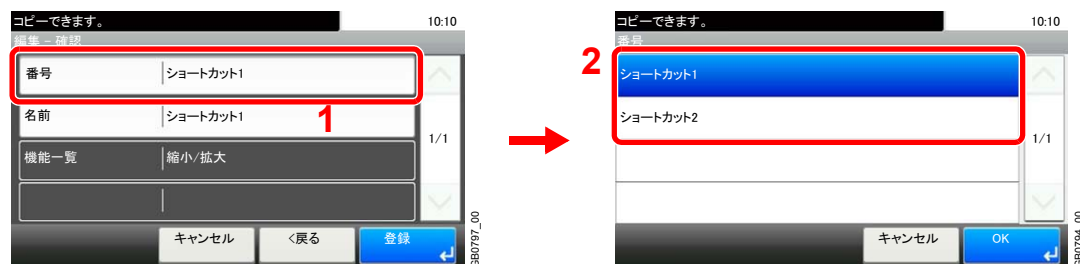 コピーできます。 10:10
編集 – 確認
番号 ショートカット1
名前 ショートカット1
1
1/1
機能一覧 縮小/拡大
キャンセル <戻る 登録
GB0797_00
コピーできます。 10:10
番号
2
ショートカット1
ショートカット2
1/1
キャンセル OK
GB0794_00